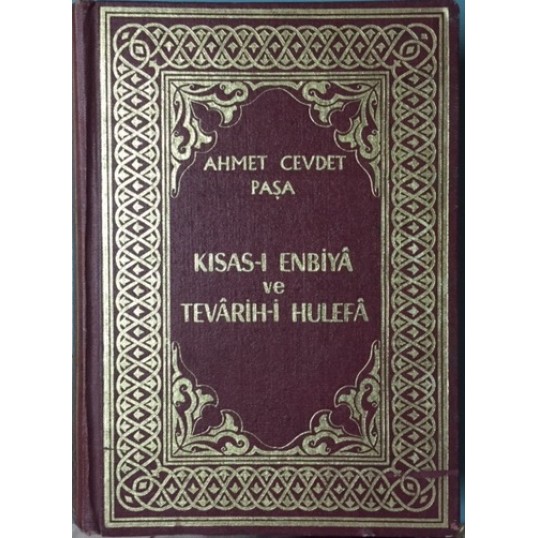 AHMET CEVDET
PAŞA
KISAS-I ENBİYÂ
ve
TEVÂRİH-İ HULEFÂ